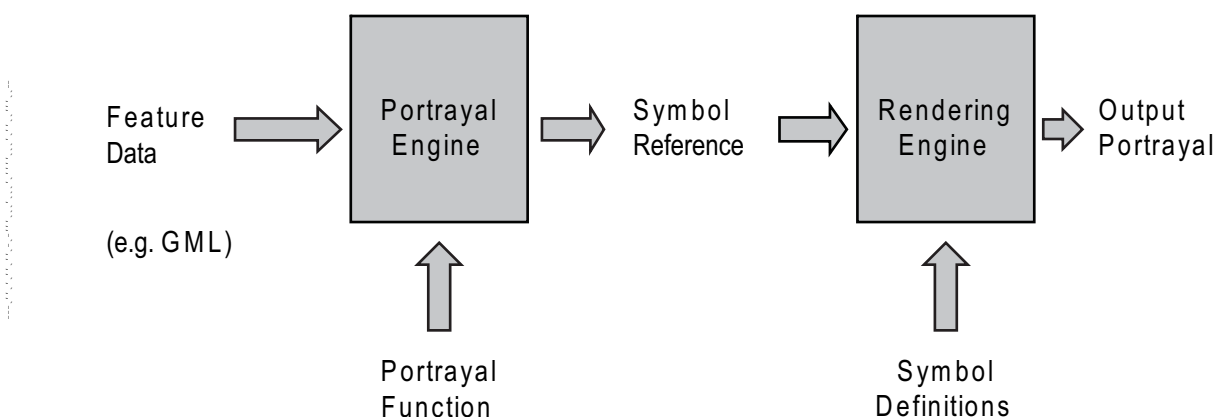 Feature
Data
(e.g. GML)
Portrayal
Engine
Portrayal
Function
Symbol
Reference
Rendering
Engine
Symbol
Definitions
Output
Portrayal